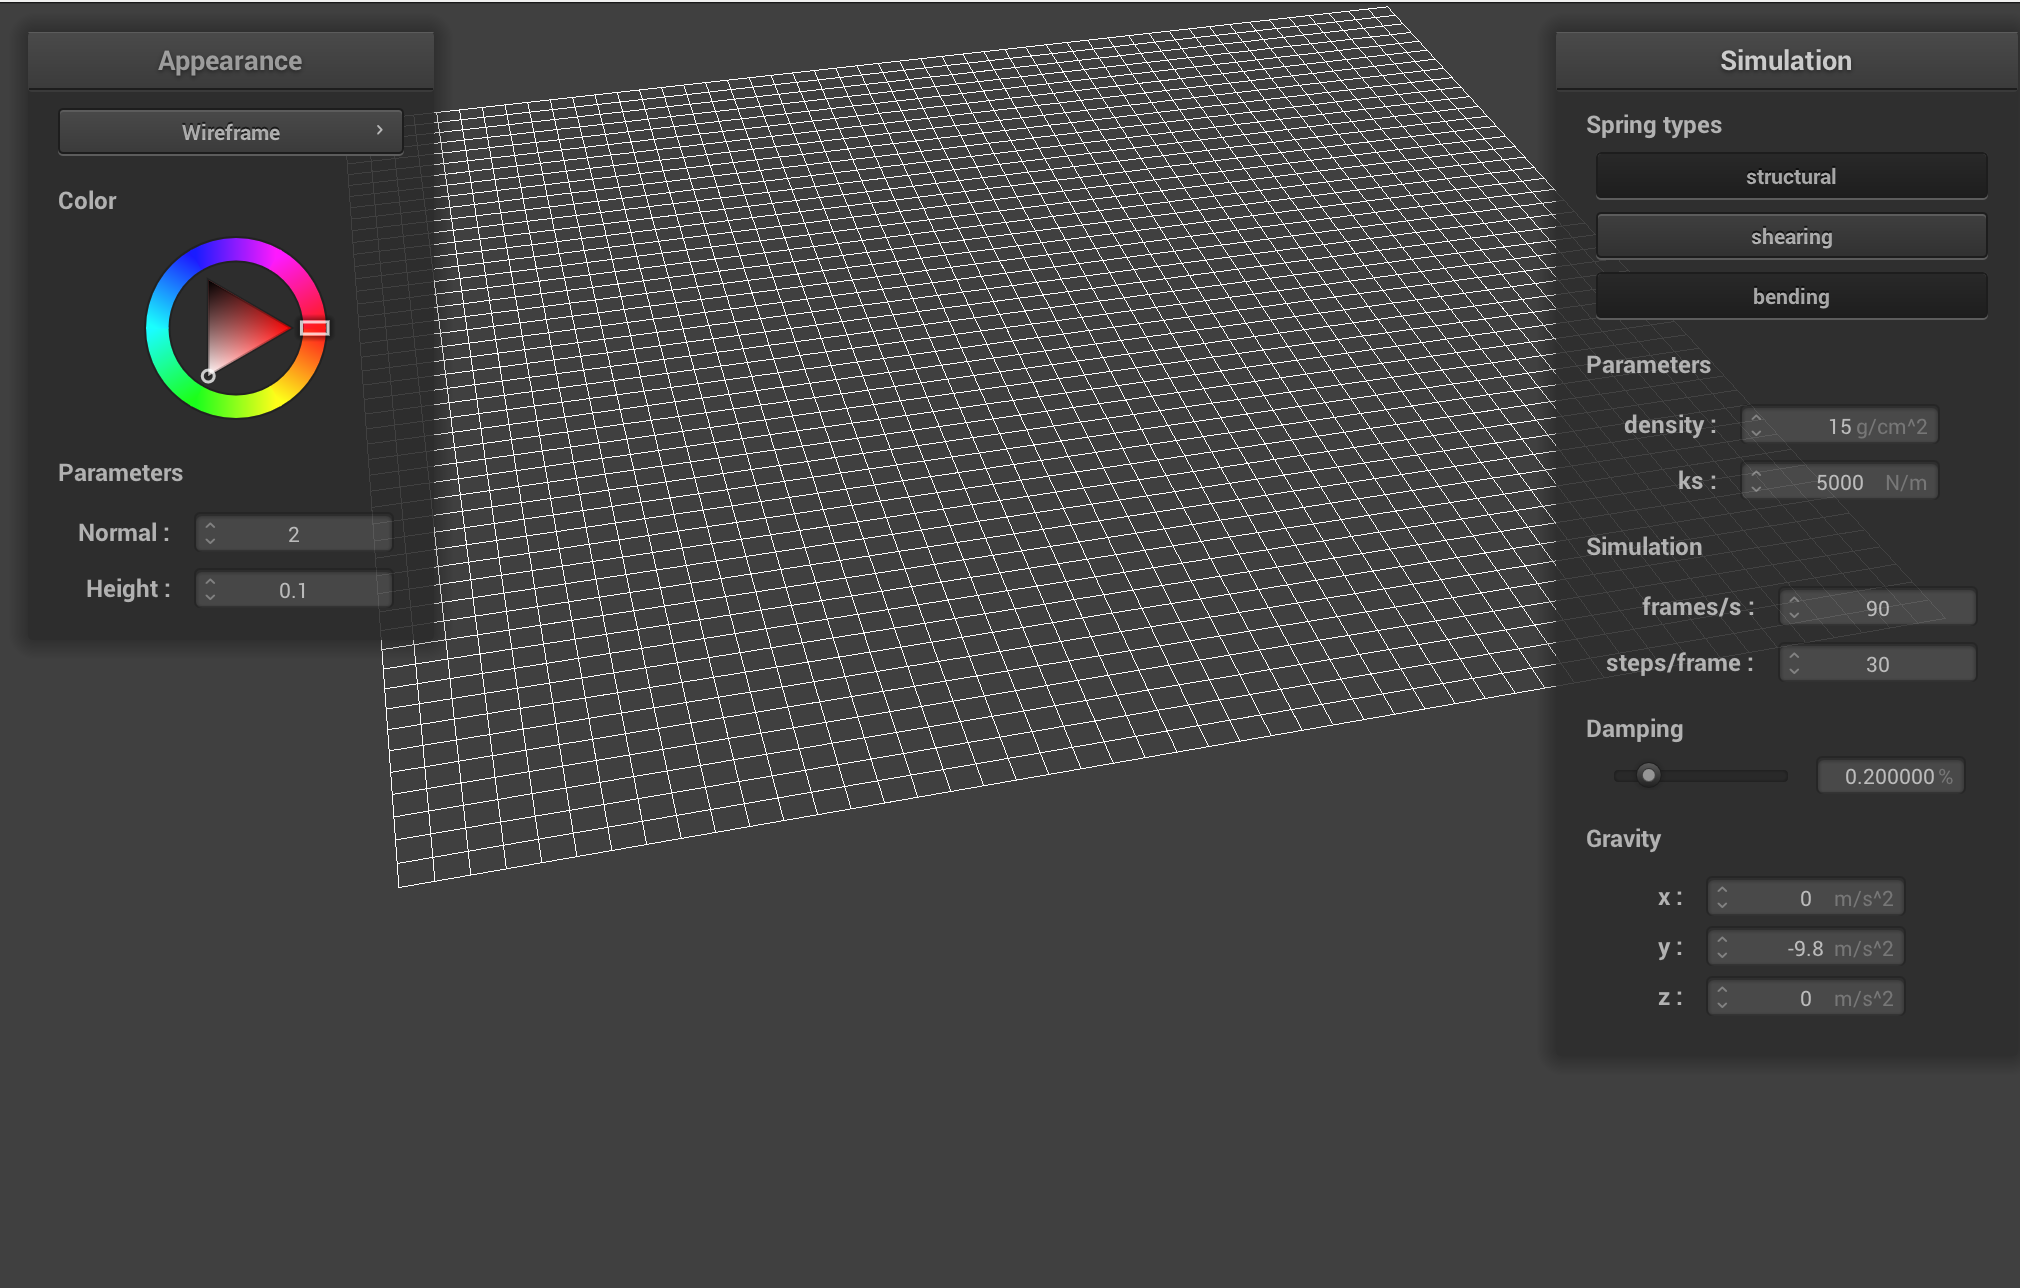 Appearance
Wireframe
Color
Parameters
Normal : 2
Height : 0.1
Simulation
Spring types
structural
shearing
bending
Parameters
density : 15 g/cm^2
ks : 5000 N/m
Simulation
frames/s : 90
steps/frame : 30
Damping
0.200000 %
Gravity
x : 0 m/s^2
y : -9.8 m/s^2
z : 0 m/s^2